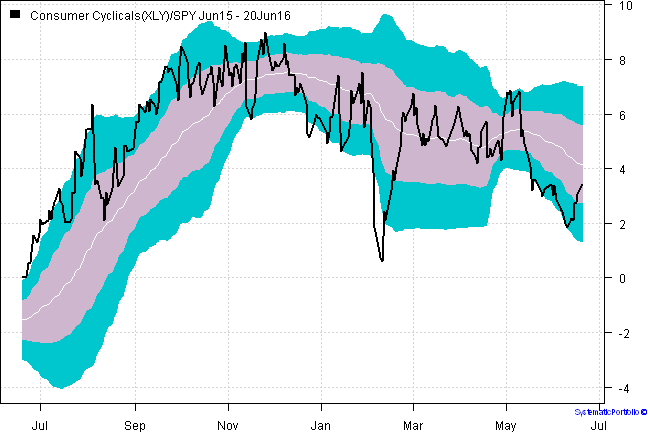 Consumer Cyclicals(XLY)/SPY Jun15 - 20Jun16
10
8
6
4
2
0
-2
-4
Jul
Sep
Nov
Jan
Mar
May
Jul
SystematicPortfolio ©